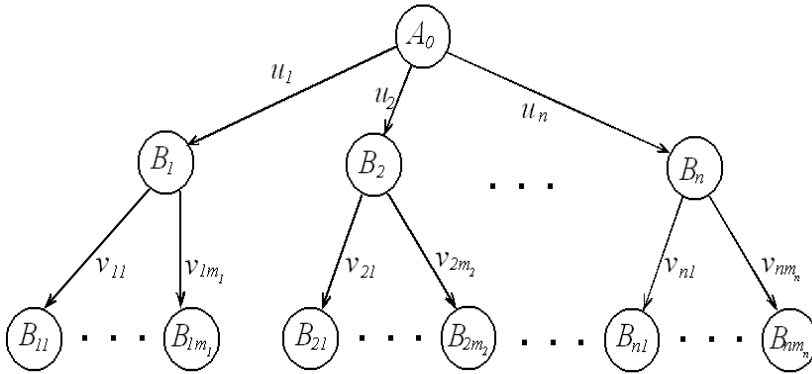 A₀
u₁ u₂ uₙ
B₁ B₂ . . . Bₙ
v₁₁ v₁ₘ₁ v₂₁ v₂ₘ₂ vₙ₁ vₙₘₙ
B₁₁ . . . B₁ₘ₁ B₂₁ . . . B₂ₘ₂ . . . Bₙ₁ . . . Bₙₘₙ